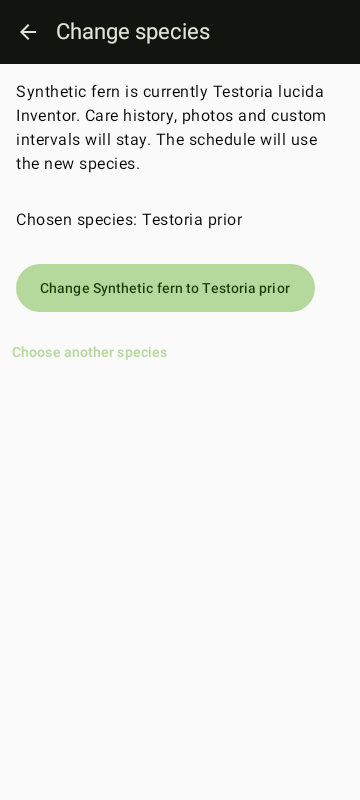 Change species
Synthetic fern is currently Testoria lucida
Inventor. Care history, photos and custom
intervals will stay. The schedule will use
the new species.
Chosen species: Testoria prior
Change Synthetic fern to Testoria prior
Choose another species